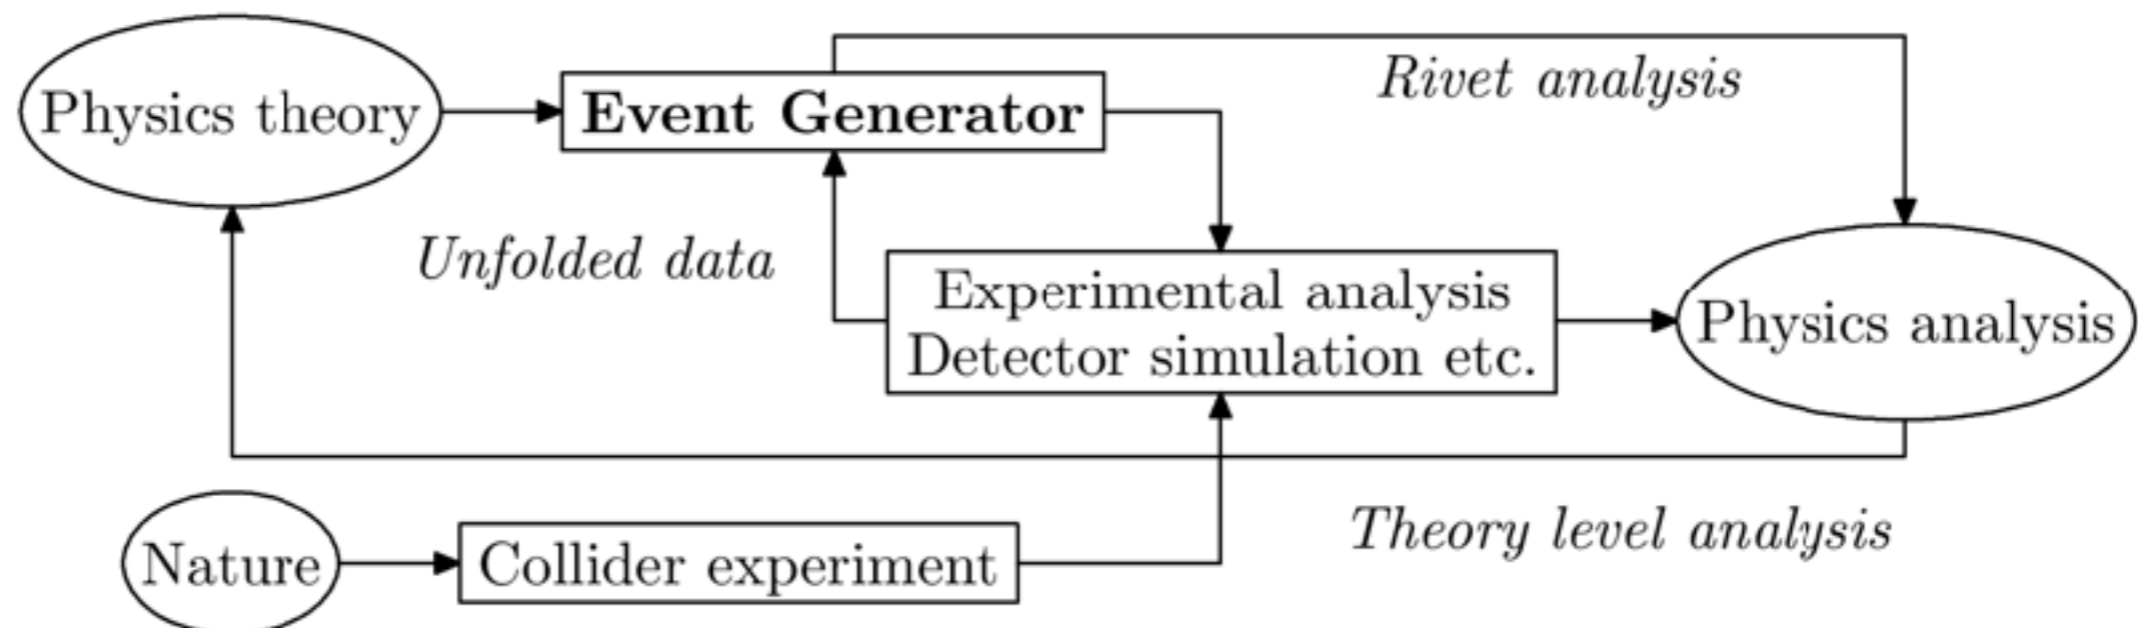 Physics theory
Event Generator
Rivet analysis
Unfolded data
Experimental analysis
Detector simulation etc.
Physics analysis
Theory level analysis
Nature
Collider experiment